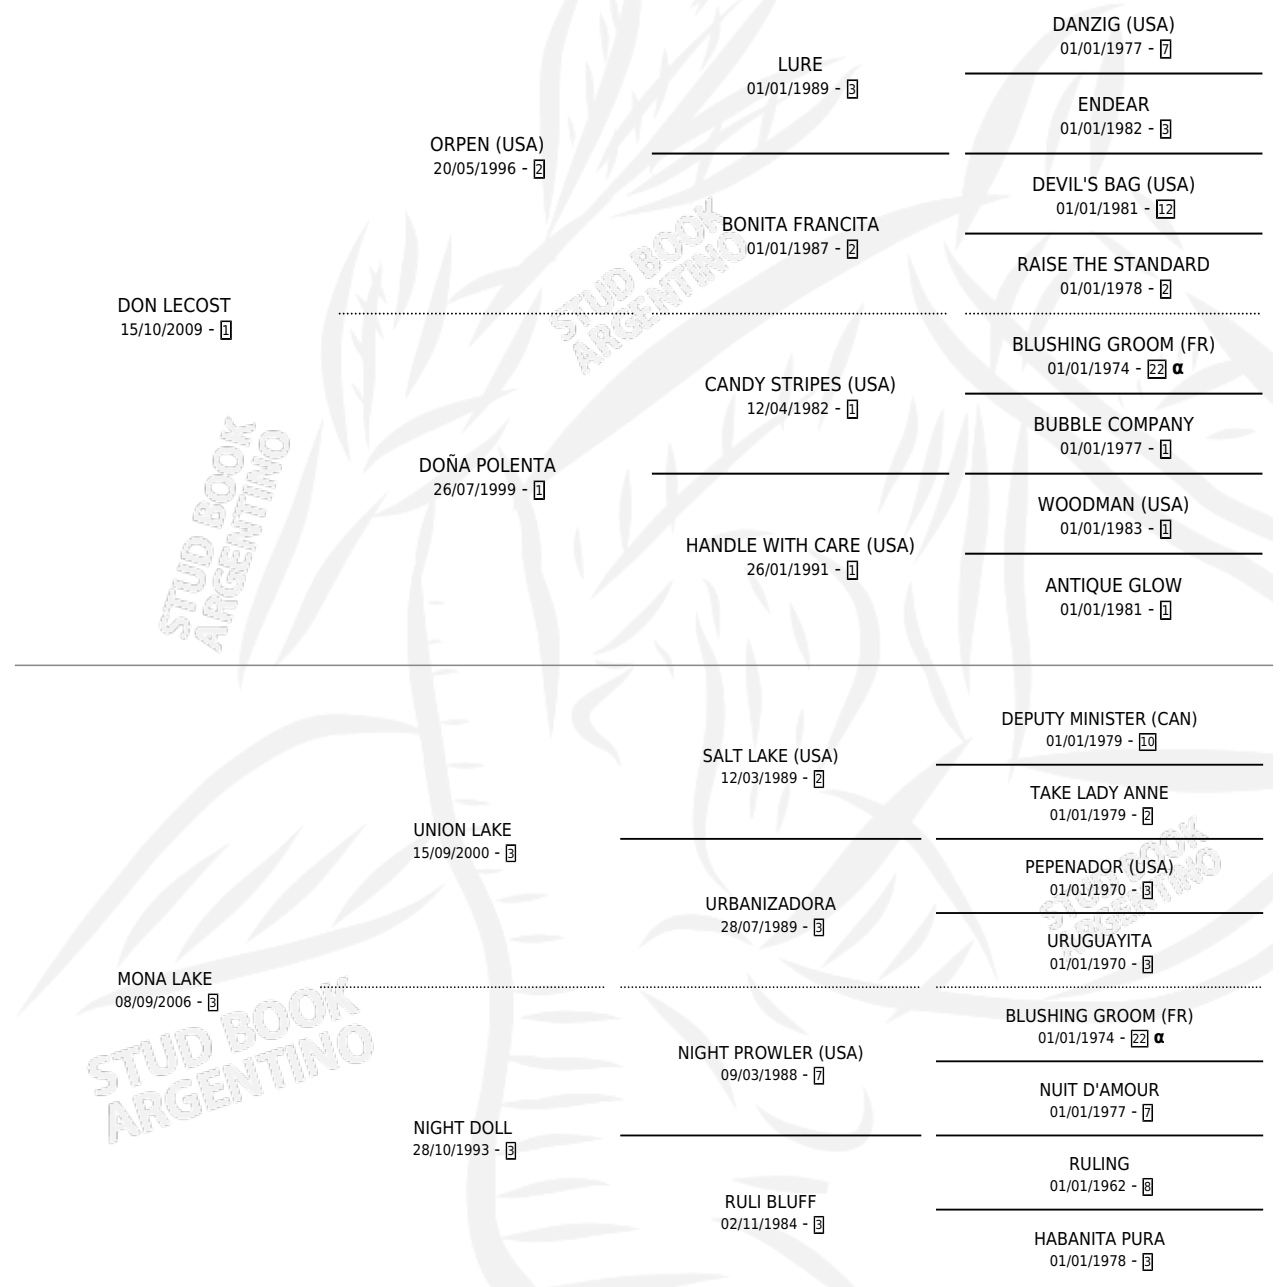 DANZIG (USA)
01/01/1977 - 7
LURE
01/01/1989 - 3
ENDEAR
01/01/1982 - 3
ORPEN (USA)
20/05/1996 - 2
DEVIL'S BAG (USA)
01/01/1981 - 12
BONITA FRANCITA
01/01/1987 - 2
RAISE THE STANDARD
01/01/1978 - 2
DON LECOST
15/10/2009 - 1
BLUSHING GROOM (FR)
01/01/1974 - 22 α
CANDY STRIPES (USA)
12/04/1982 - 1
BUBBLE COMPANY
01/01/1977 - 1
DOÑA POLENTA
26/07/1999 - 1
WOODMAN (USA)
01/01/1983 - 1
HANDLE WITH CARE (USA)
26/01/1991 - 1
ANTIQUE GLOW
01/01/1981 - 1
DEPUTY MINISTER (CAN)
01/01/1979 - 10
SALT LAKE (USA)
12/03/1989 - 2
TAKE LADY ANNE
01/01/1979 - 2
UNION LAKE
15/09/2000 - 3
PEPENADOR (USA)
01/01/1970 - 3
URBANIZADORA
28/07/1989 - 3
URUGUAYITA
01/01/1970 - 3
MONA LAKE
08/09/2006 - 3
BLUSHING GROOM (FR)
01/01/1974 - 22 α
NIGHT PROWLER (USA)
09/03/1988 - 7
NUIT D'AMOUR
01/01/1977 - 7
NIGHT DOLL
28/10/1993 - 3
RULING
01/01/1962 - 8
RULI BLUFF
02/11/1984 - 3
HABANITA PURA
01/01/1978 - 3
STUD BOOK
ARGENTINO
STUD BOOK
ARGENTINO
STUD BOOK
ARGENTINO
STUD BOOK
ARGENTINO